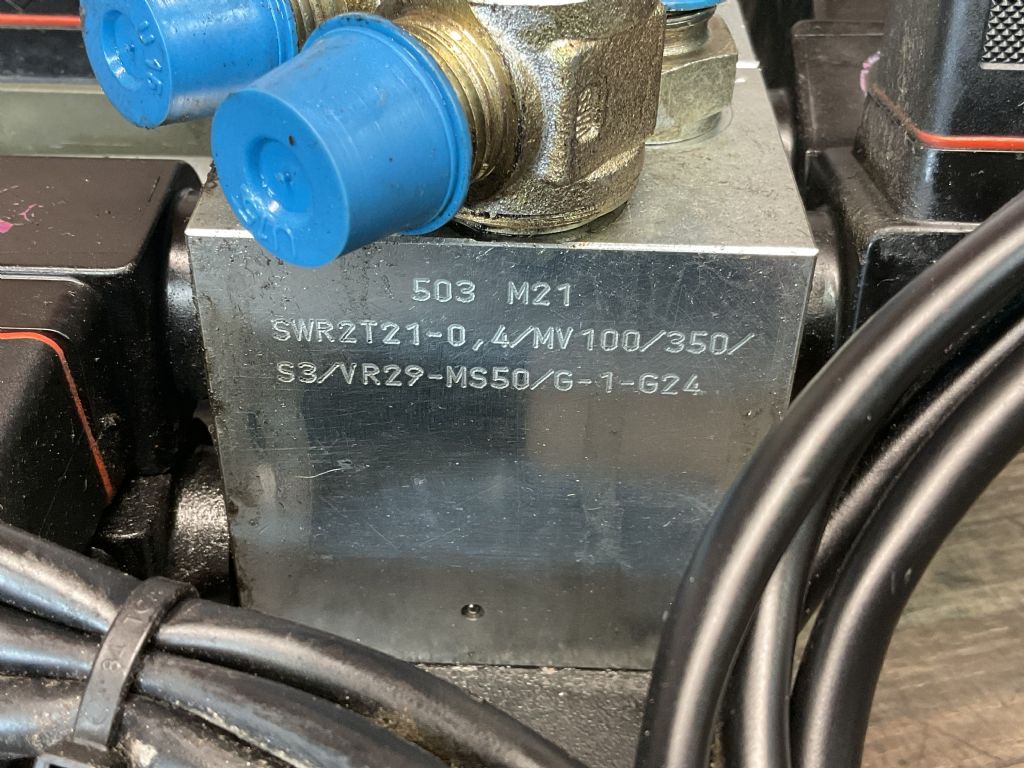 503 M21
SWR2T21-0,4/MV100/350/
S3/VR29-MS50/G-1-G24